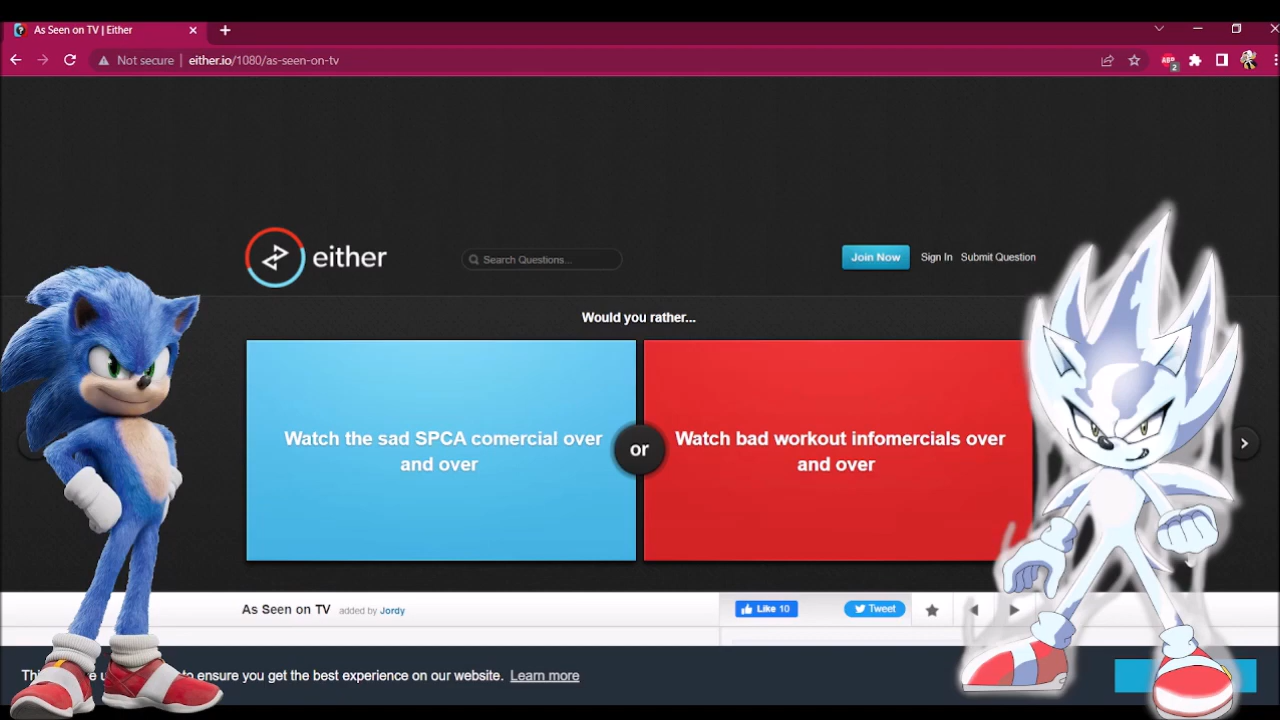 As Seen on TV | Either
Not secure | either.io/1080/as-seen-on-tv
ABP
2
either
Search Questions...
Join Now
Sign In
Submit Question
Would you rather...
Watch the sad SPCA comercial over
and over
or
Watch bad workout infomercials over
and over
As Seen on TV added by Jordy
Like 10
Tweet
ensure you get the best experience on our website. Learn more